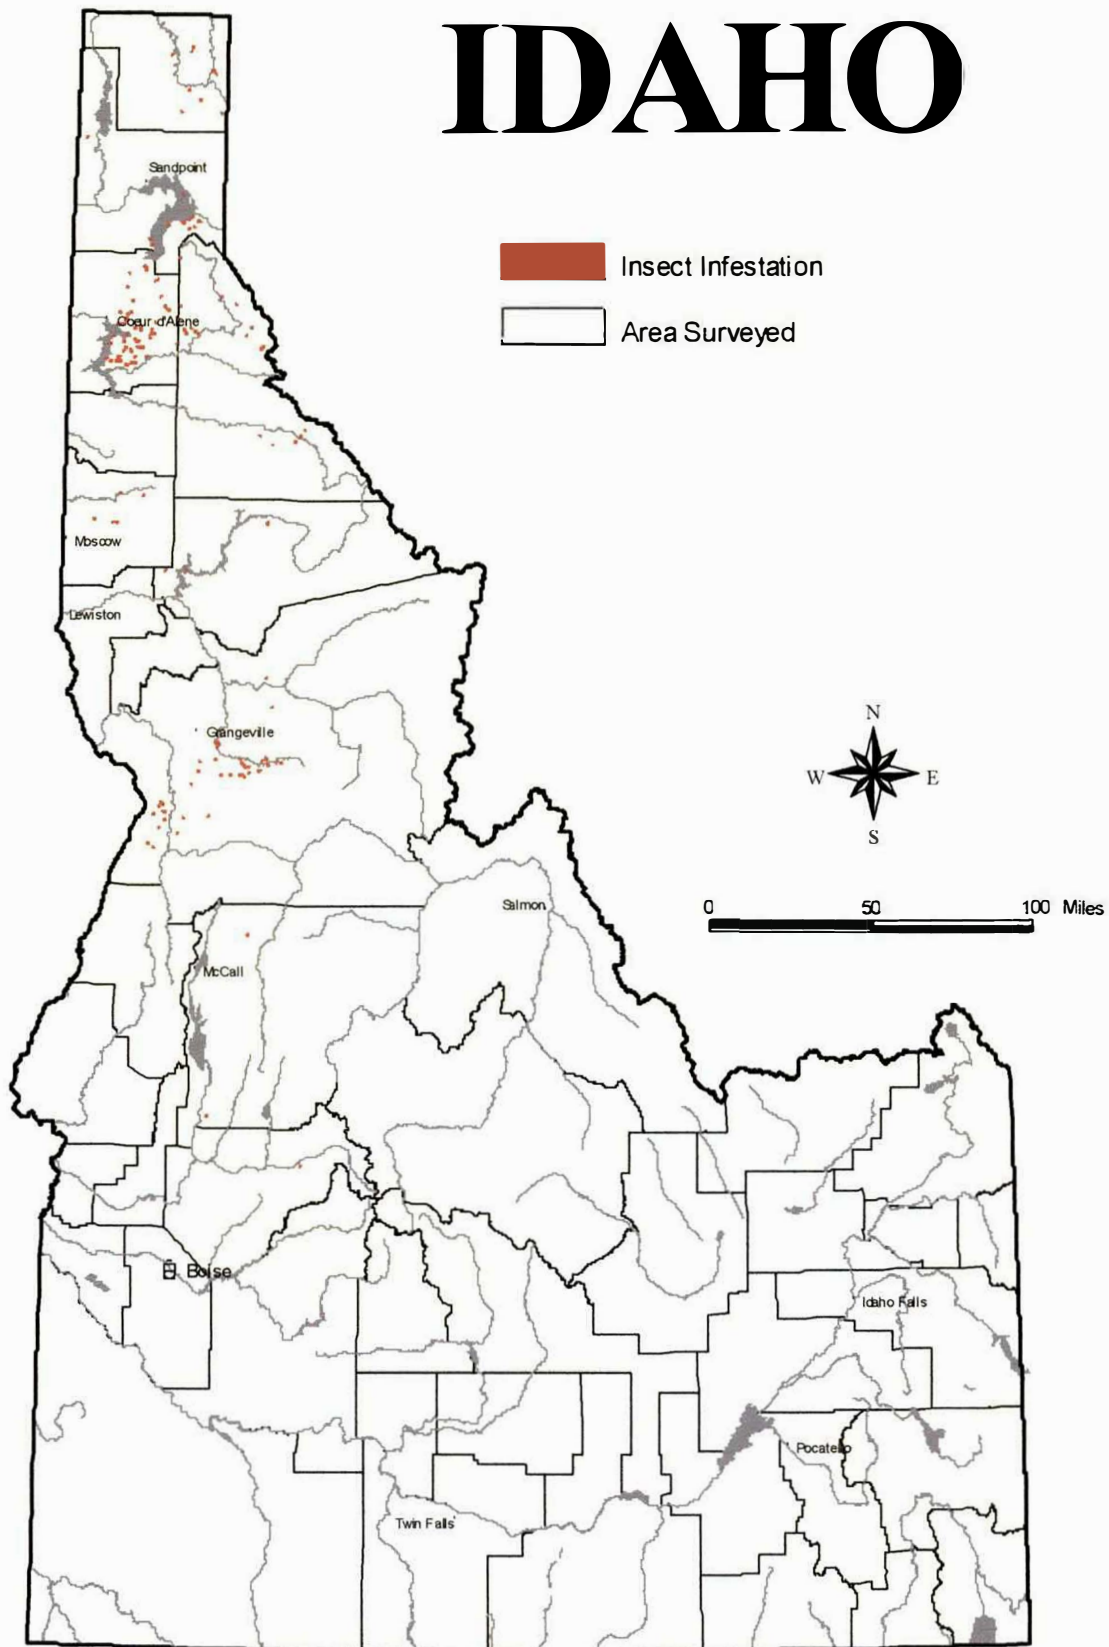 IDAHO
Sandpoint
Insect Infestation
Coeur d'Alene
Area Surveyed
Moscow
Lewiston
N
Grangeville
W
E
S
Salmon
0 50 100 Miles
McCall
Boise
Idaho Falls
Pocatello
Twin Falls